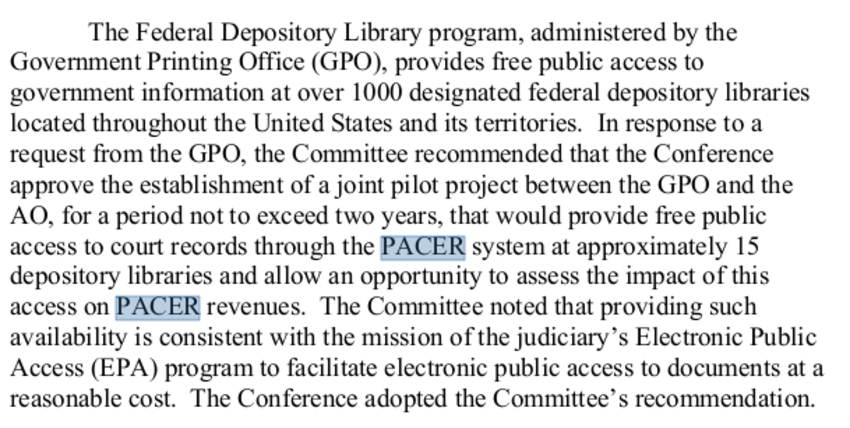 The Federal Depository Library program, administered by the
Government Printing Office (GPO), provides free public access to
government information at over 1000 designated federal depository libraries
located throughout the United States and its territories.  In response to a
request from the GPO, the Committee recommended that the Conference
approve the establishment of a joint pilot project between the GPO and the
AO, for a period not to exceed two years, that would provide free public
access to court records through the PACER system at approximately 15
depository libraries and allow an opportunity to assess the impact of this
access on PACER revenues.  The Committee noted that providing such
availability is consistent with the mission of the judiciary's Electronic Public
Access (EPA) program to facilitate electronic public access to documents at a
reasonable cost.  The Conference adopted the Committee's recommendation.